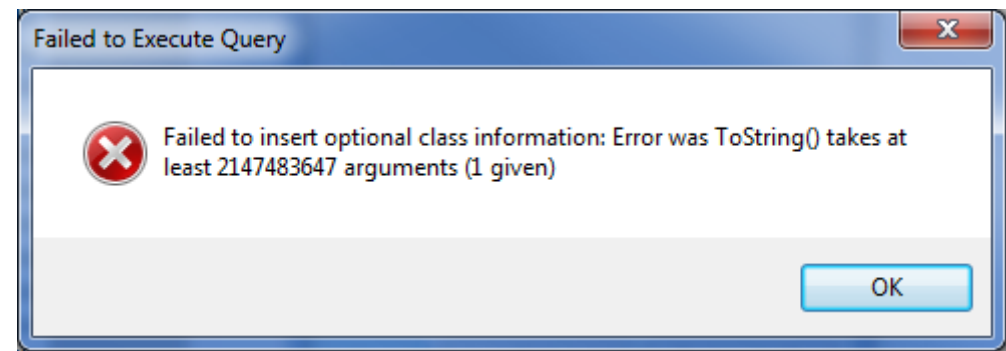 Failed to Execute Query
Failed to insert optional class information: Error was ToString() takes at
least 2147483647 arguments (1 given)
OK